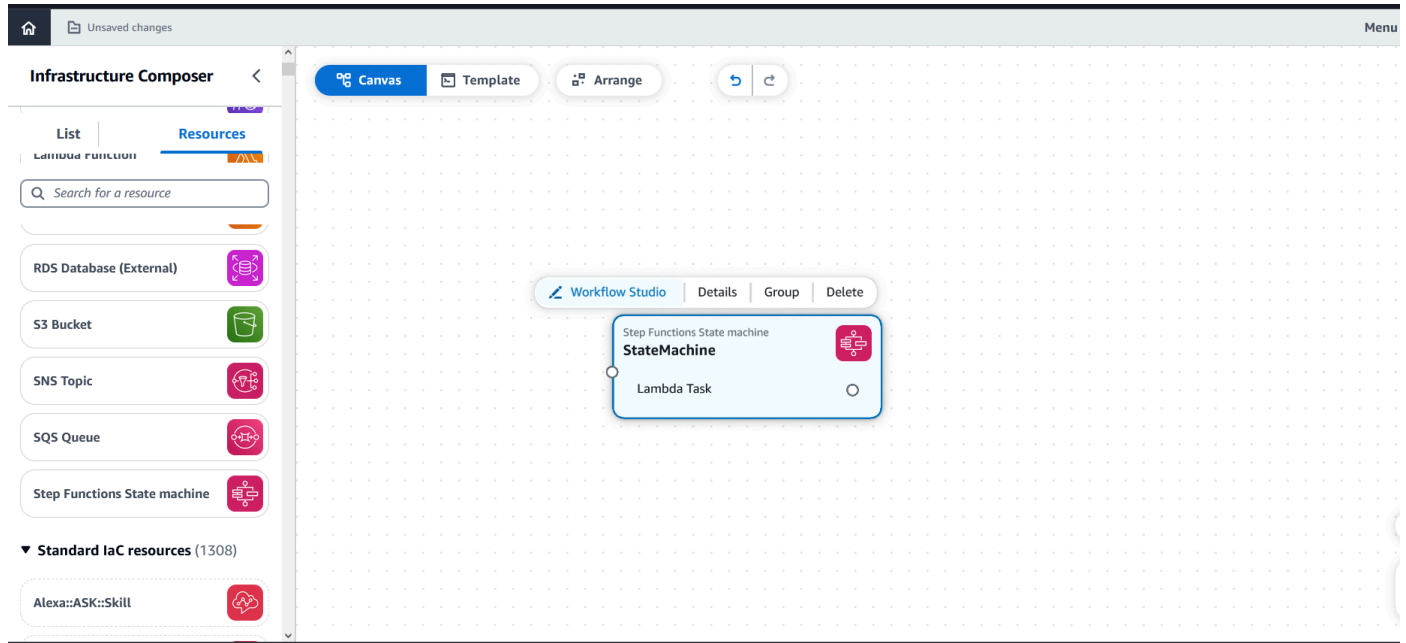 Unsaved changes
Menu
Infrastructure Composer
Canvas
Template
Arrange
List
Resources
Lambda Function
Search for a resource
RDS Database (External)
S3 Bucket
SNS Topic
SQS Queue
Step Functions State machine
Standard IaC resources (1308)
Alexa::ASK::Skill
Workflow Studio
Details
Group
Delete
Step Functions State machine
StateMachine
Lambda Task